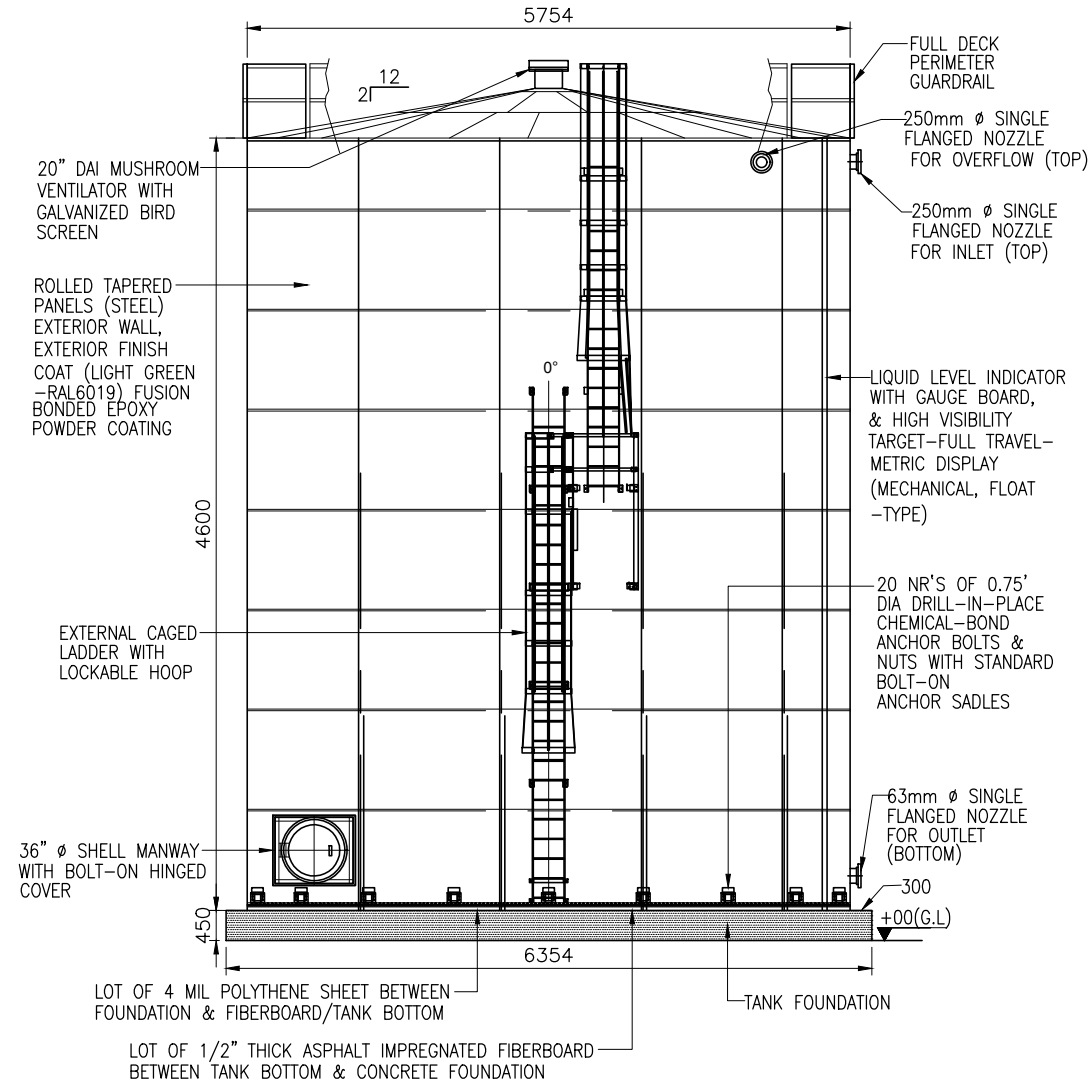 5754
FULL DECK
PERIMETER
GUARDRAIL
12
2
250mm ø SINGLE
FLANGED NOZZLE
FOR OVERFLOW (TOP)
20" DAI MUSHROOM
VENTILATOR WITH
GALVANIZED BIRD
SCREEN
250mm ø SINGLE
FLANGED NOZZLE
FOR INLET (TOP)
ROLLED TAPERED
PANELS (STEEL)
EXTERIOR WALL,
EXTERIOR FINISH
COAT (LIGHT GREEN
-RAL6019) FUSION
BONDED EPOXY
POWDER COATING
0°
LIQUID LEVEL INDICATOR
WITH GAUGE BOARD,
& HIGH VISIBILITY
TARGET-FULL TRAVEL-
METRIC DISPLAY
(MECHANICAL, FLOAT
-TYPE)
4600
20 NR'S OF 0.75'
DIA DRILL-IN-PLACE
CHEMICAL-BOND
ANCHOR BOLTS &
NUTS WITH STANDARD
BOLT-ON
ANCHOR SADLES
EXTERNAL CAGED
LADDER WITH
LOCKABLE HOOP
63mm ø SINGLE
FLANGED NOZZLE
FOR OUTLET
(BOTTOM)
36" ø SHELL MANWAY
WITH BOLT-ON HINGED
COVER
300
450
+00(G.L)
6354
LOT OF 4 MIL POLYTHENE SHEET BETWEEN
FOUNDATION & FIBERBOARD/TANK BOTTOM
TANK FOUNDATION
LOT OF 1/2" THICK ASPHALT IMPREGNATED FIBERBOARD
BETWEEN TANK BOTTOM & CONCRETE FOUNDATION